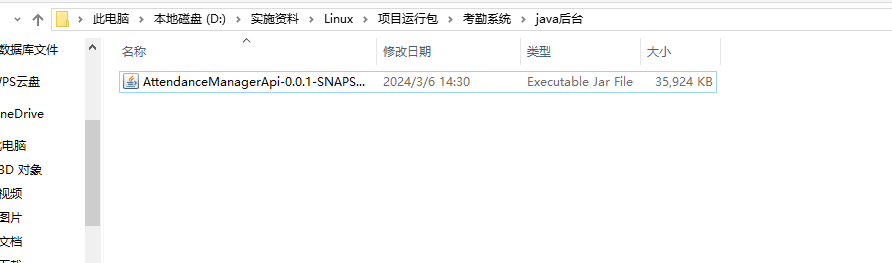 此电脑 › 本地磁盘 (D:) › 实施资料 › Linux › 项目运行包 › 考勤系统 › java后台
数据库文件
名称 修改日期 类型 大小
WPS云盘
AttendanceManagerApi-0.0.1-SNAPS... 2024/3/6 14:30 Executable Jar File 35,924 KB
neDrive
电脑
3D 对象
视频
图片
文档